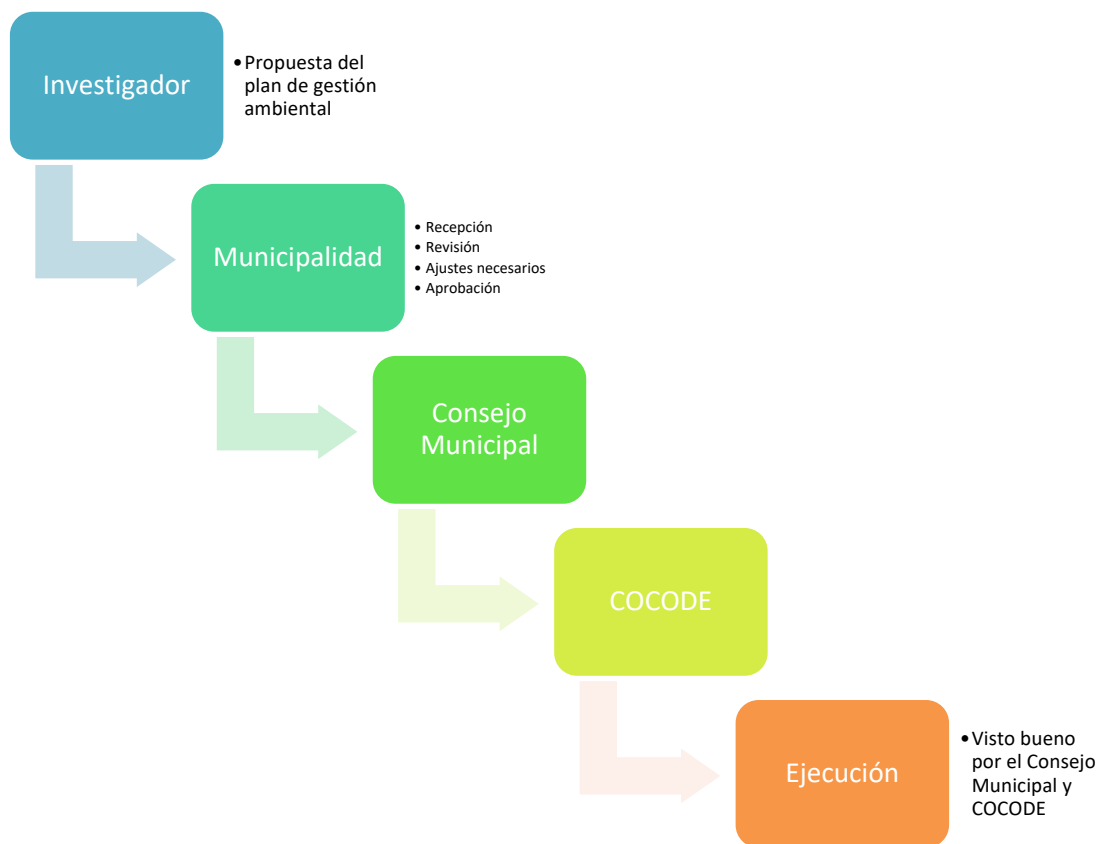 Investigador
•Propuesta del
plan de gestión
ambiental
Municipalidad
• Recepción
• Revisión
• Ajustes necesarios
• Aprobación
Consejo
Municipal
COCODE
Ejecución
•Visto bueno
por el Consejo
Municipal y
COCODE